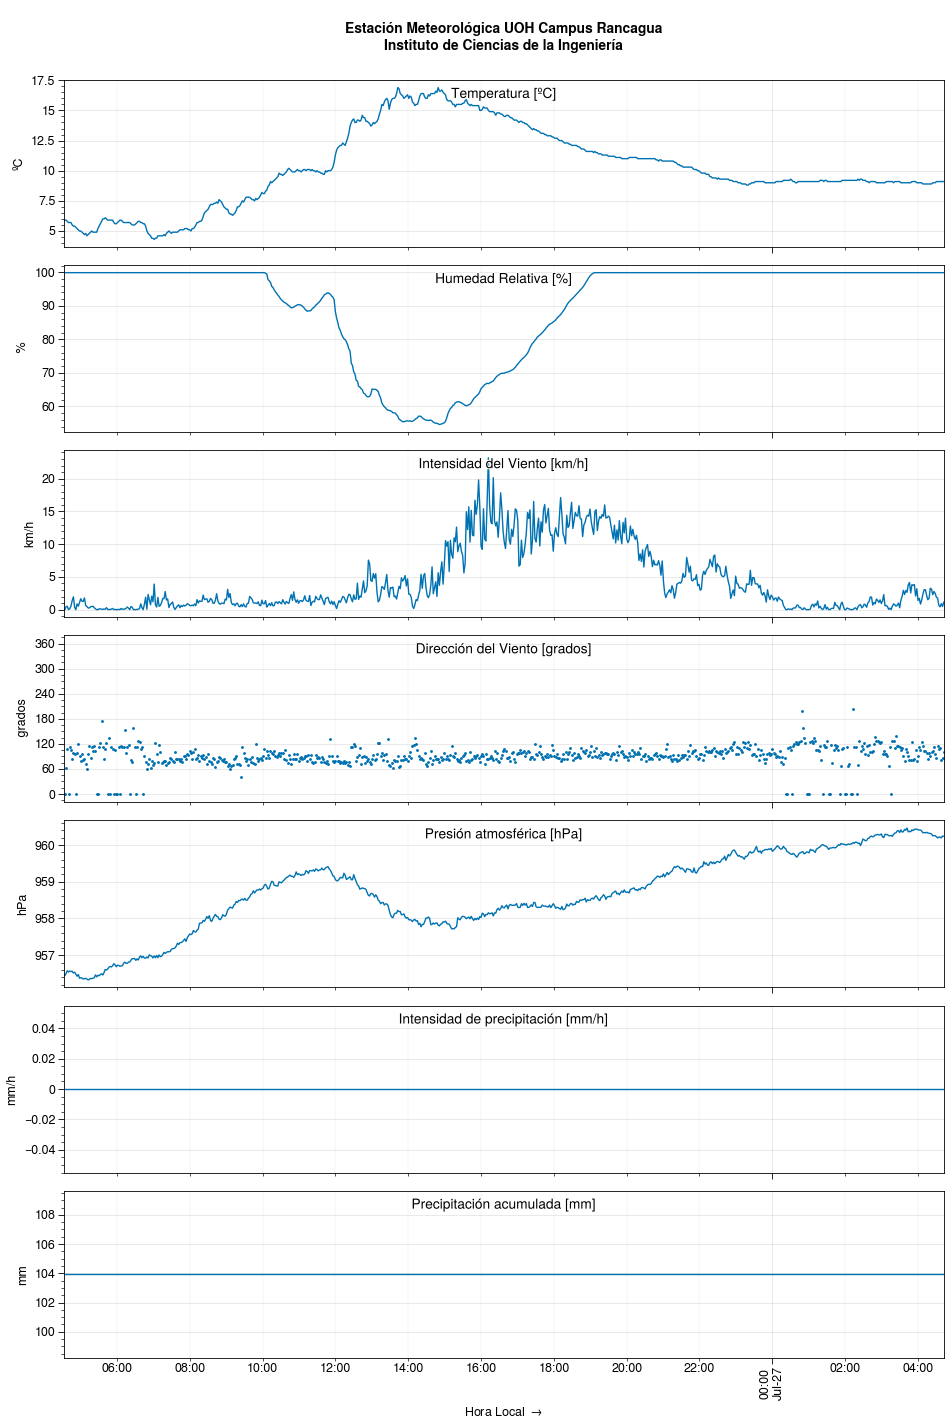 Estación Meteorológica UOH Campus Rancagua
Instituto de Ciencias de la Ingeniería
Temperatura [ºC]
17.5
15
12.5
10
7.5
5
ºC
Humedad Relativa [%]
100
90
80
70
60
%
Intensidad del Viento [km/h]
20
15
10
5
0
km/h
Dirección del Viento [grados]
360
300
240
180
120
60
0
grados
Presión atmosférica [hPa]
960
959
958
957
hPa
Intensidad de precipitación [mm/h]
0.04
0.02
0
−0.02
−0.04
mm/h
Precipitación acumulada [mm]
108
106
104
102
100
mm
06:00 08:00 10:00 12:00 14:00 16:00 18:00 20:00 22:00 00:00 02:00 04:00
Jul-27
Hora Local →